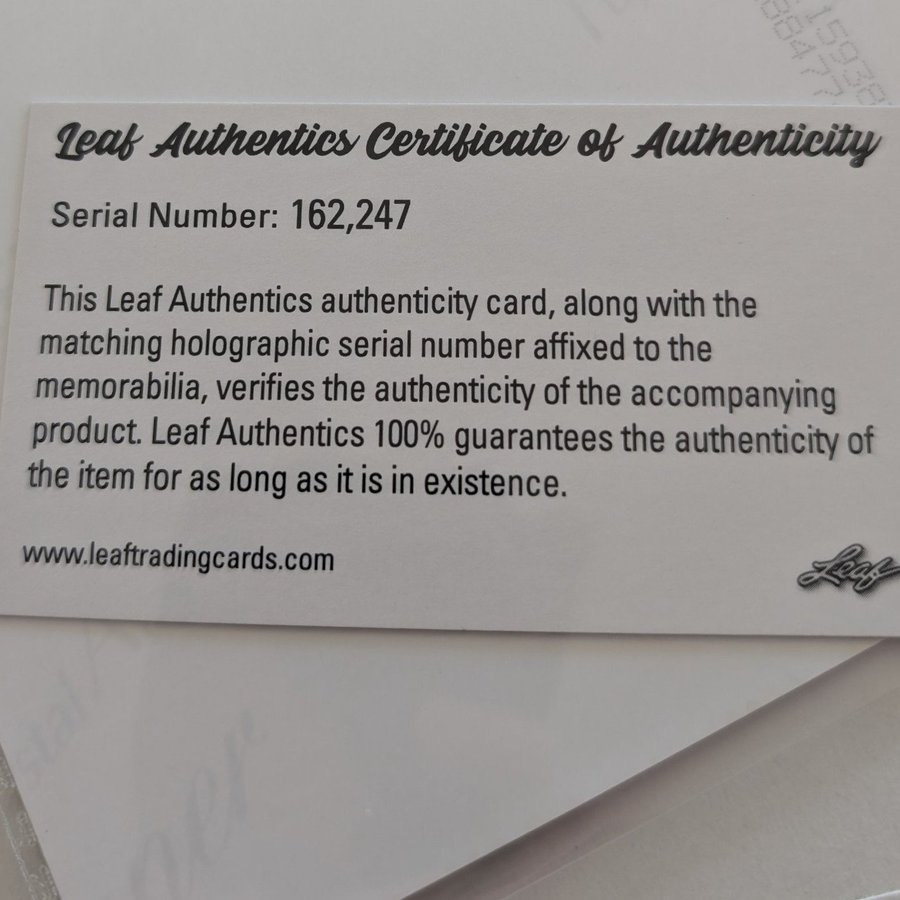 Leaf Authentics Certificate of Authenticity
Serial Number: 162,247
This Leaf Authentics authenticity card, along with the
matching holographic serial number affixed to the
memorabilia, verifies the authenticity of the accompanying
product. Leaf Authentics 100% guarantees the authenticity of
the item for as long as it is in existence.
www.leaftradingcards.com
Leaf